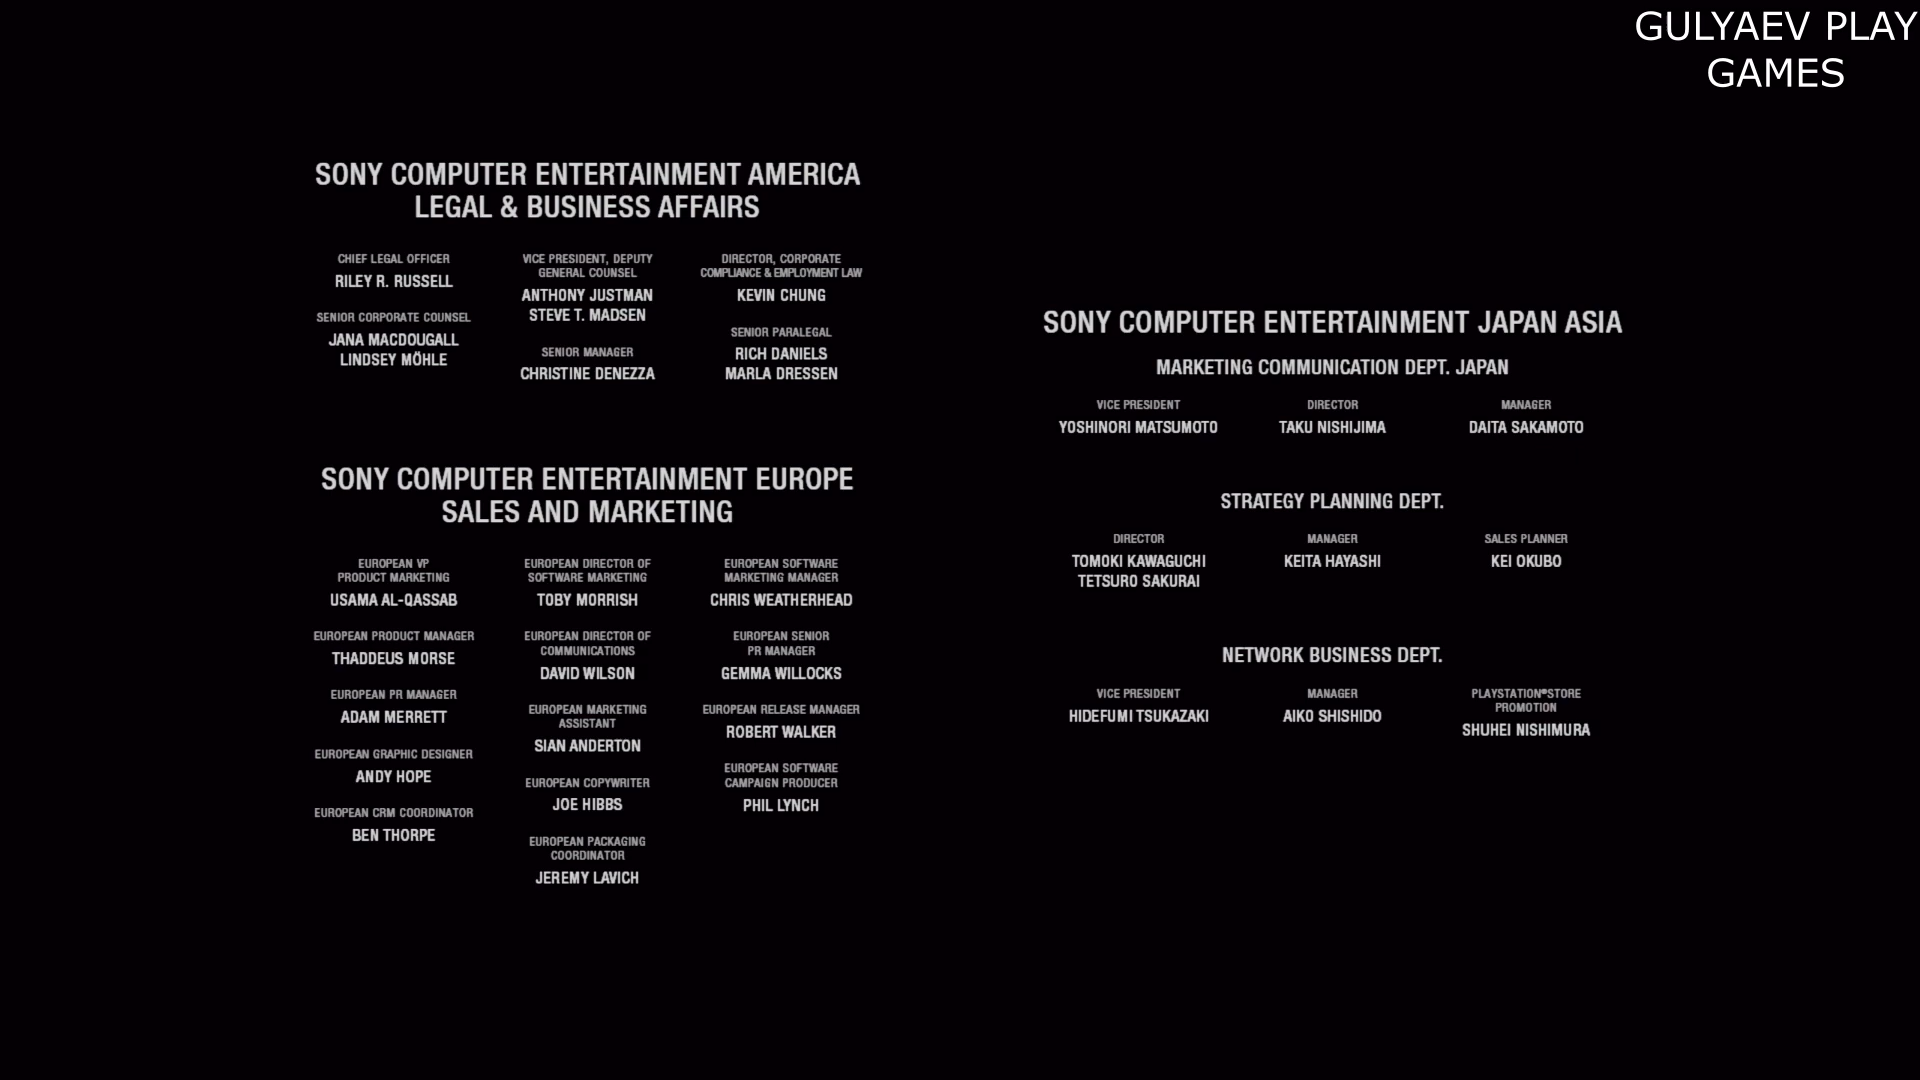 GULYAEV PLAY
GAMES
SONY COMPUTER ENTERTAINMENT AMERICA
LEGAL & BUSINESS AFFAIRS
CHIEF LEGAL OFFICER
RILEY R. RUSSELL
SENIOR CORPORATE COUNSEL
JANA MACDOUGALL
LINDSEY MÖHLE
VICE PRESIDENT, DEPUTY
GENERAL COUNSEL
ANTHONY JUSTMAN
STEVE T. MADSEN
SENIOR MANAGER
CHRISTINE DENEZZA
DIRECTOR, CORPORATE
COMPLIANCE & EMPLOYMENT LAW
KEVIN CHUNG
SENIOR PARALEGAL
RICH DANIELS
MARLA DRESSEN
SONY COMPUTER ENTERTAINMENT EUROPE
SALES AND MARKETING
EUROPEAN VP
PRODUCT MARKETING
USAMA AL-QASSAB
EUROPEAN PRODUCT MANAGER
THADDEUS MORSE
EUROPEAN PR MANAGER
ADAM MERRETT
EUROPEAN GRAPHIC DESIGNER
ANDY HOPE
EUROPEAN CRM COORDINATOR
BEN THORPE
EUROPEAN DIRECTOR OF
SOFTWARE MARKETING
TOBY MORRISH
EUROPEAN DIRECTOR OF
COMMUNICATIONS
DAVID WILSON
EUROPEAN MARKETING
ASSISTANT
SIAN ANDERTON
EUROPEAN COPYWRITER
JOE HIBBS
EUROPEAN PACKAGING
COORDINATOR
JEREMY LAVICH
EUROPEAN SOFTWARE
MARKETING MANAGER
CHRIS WEATHERHEAD
EUROPEAN SENIOR
PR MANAGER
GEMMA WILLOCKS
EUROPEAN RELEASE MANAGER
ROBERT WALKER
EUROPEAN SOFTWARE
CAMPAIGN PRODUCER
PHIL LYNCH
SONY COMPUTER ENTERTAINMENT JAPAN ASIA
MARKETING COMMUNICATION DEPT. JAPAN
VICE PRESIDENT
YOSHINORI MATSUMOTO
DIRECTOR
TAKU NISHIJIMA
MANAGER
DAITA SAKAMOTO
STRATEGY PLANNING DEPT.
DIRECTOR
TOMOKI KAWAGUCHI
TETSURO SAKURAI
MANAGER
KEITA HAYASHI
SALES PLANNER
KEI OKUBO
NETWORK BUSINESS DEPT.
VICE PRESIDENT
HIDEFUMI TSUKAZAKI
MANAGER
AIKO SHISHIDO
PLAYSTATION®STORE
PROMOTION
SHUHEI NISHIMURA